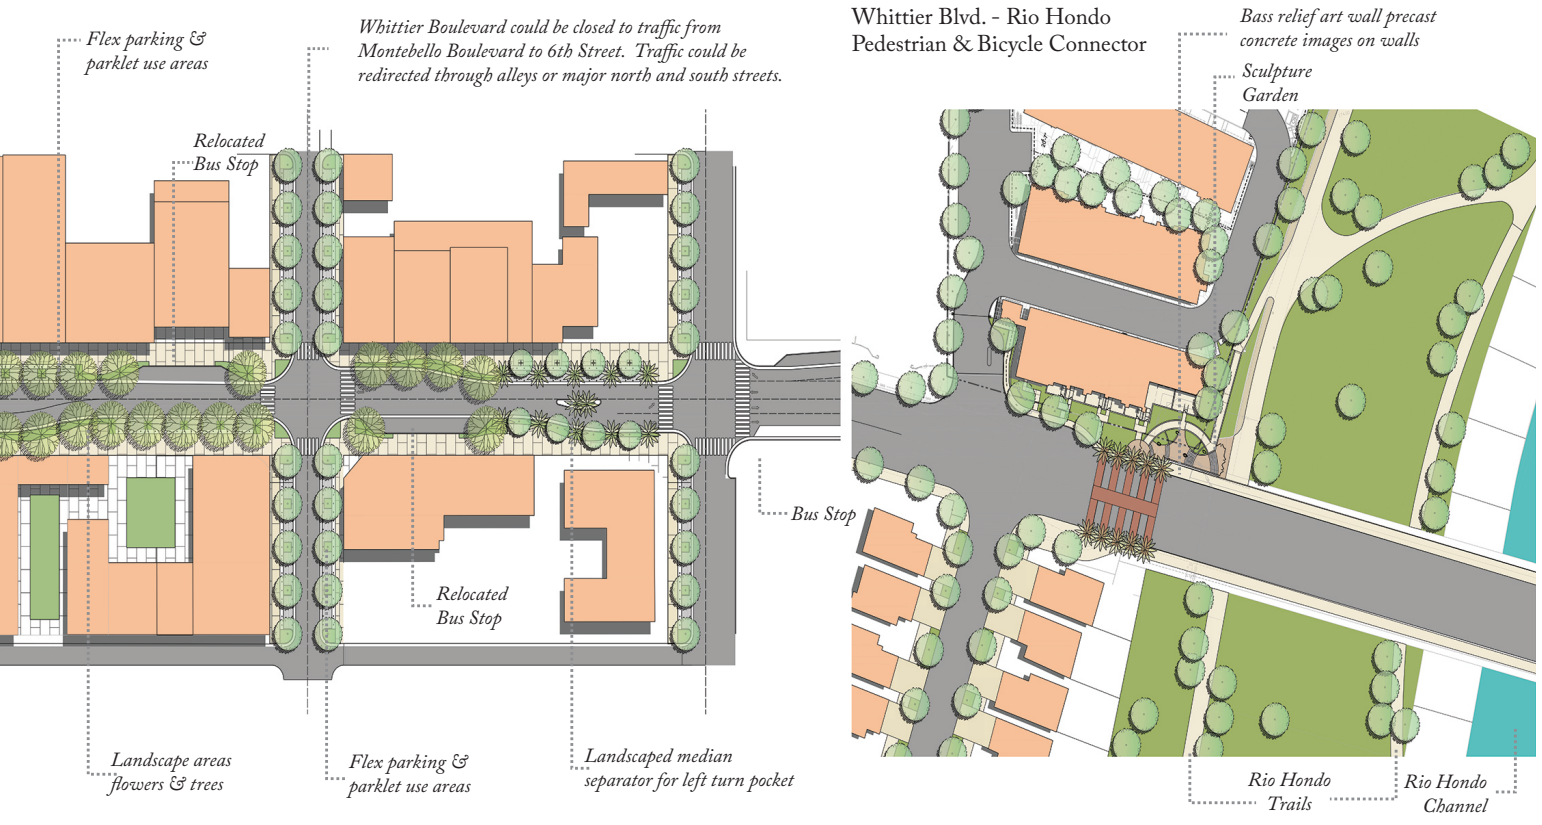 Flex parking &
parklet use areas
Whittier Boulevard could be closed to traffic from
Montebello Boulevard to 6th Street. Traffic could be
redirected through alleys or major north and south streets.
Relocated
Bus Stop
Bus Stop
Relocated
Bus Stop
Landscape areas
flowers & trees
Flex parking &
parklet use areas
Landscaped median
separator for left turn pocket
Whittier Blvd. - Rio Hondo
Pedestrian & Bicycle Connector
Bass relief art wall precast
concrete images on walls
Sculpture
Garden
Rio Hondo
Trails
Rio Hondo
Channel